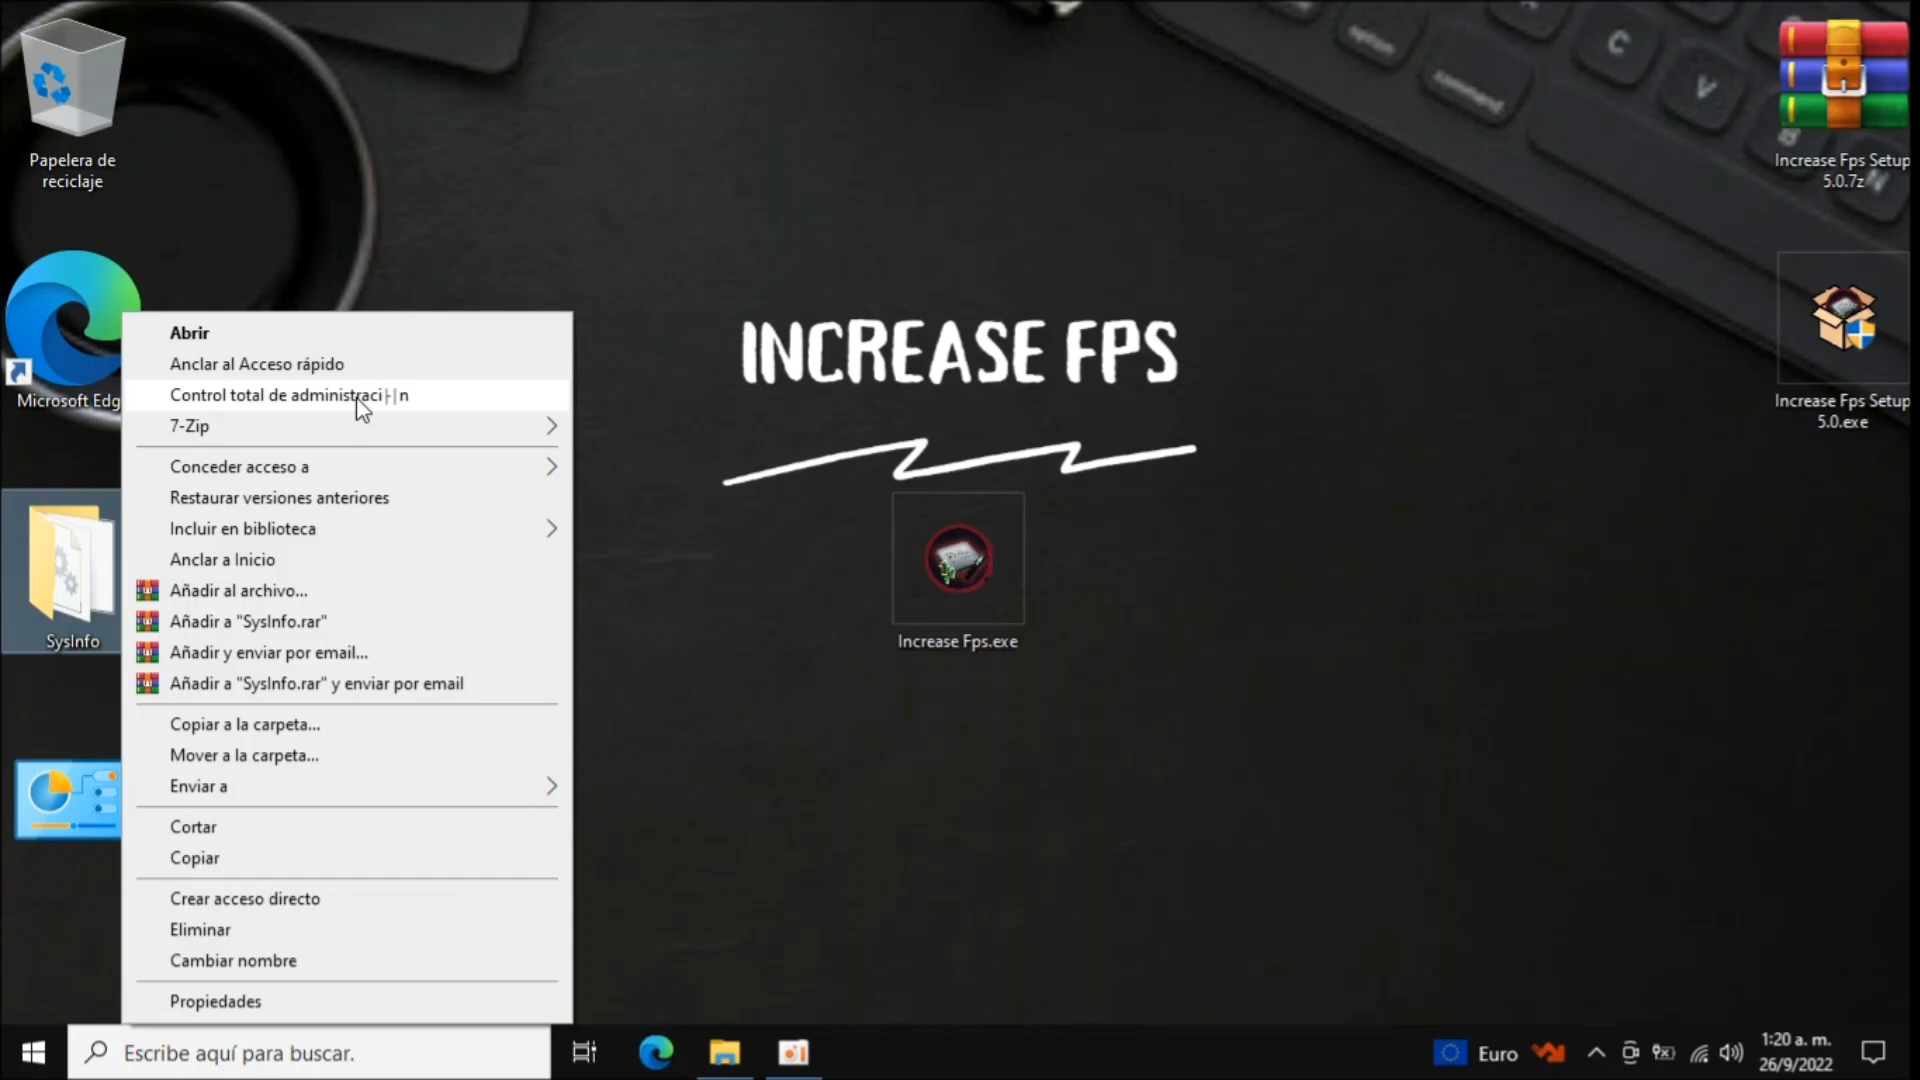 Papelera de
reciclaje
Microsoft Edg
SysInfo
Abrir
Anclar al Acceso rápido
Control total de administraci├│n
7-Zip
Conceder acceso a
Restaurar versiones anteriores
Incluir en biblioteca
Anclar a Inicio
Añadir al archivo...
Añadir a "SysInfo.rar"
Añadir y enviar por email...
Añadir a "SysInfo.rar" y enviar por email
Copiar a la carpeta...
Mover a la carpeta...
Enviar a
Cortar
Copiar
Crear acceso directo
Eliminar
Cambiar nombre
Propiedades
INCREASE FPS
Increase Fps.exe
option
command
C
V
Increase Fps Setup
5.0.7z
Increase Fps Setup
5.0.exe
Escribe aquí para buscar.
Euro
1:20 a. m.
26/9/2022